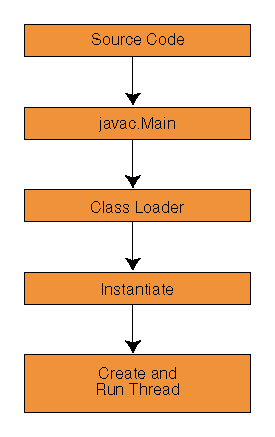 Source Code
javac.Main
Class Loader
Instantiate
Create and
Run Thread